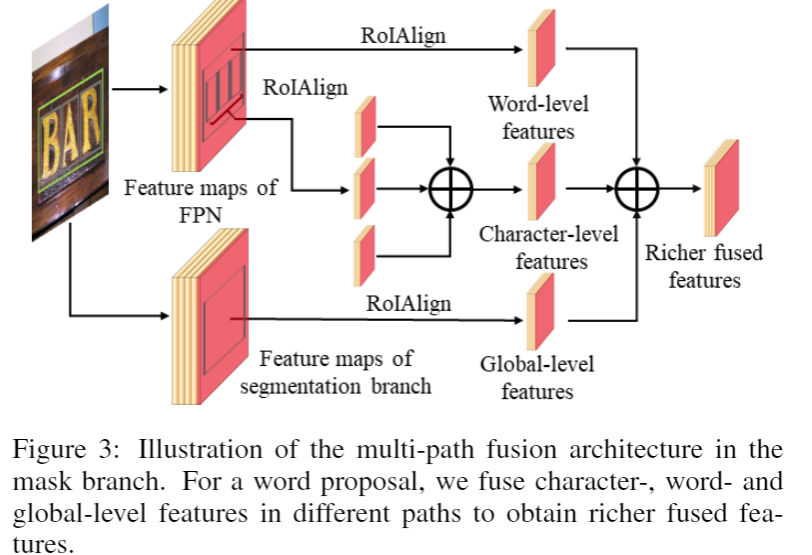 BAR
RoIAlign
RoIAlign
Word-level
features
Feature maps of
FPN
Character-level
features
Richer fused
features
RoIAlign
Feature maps of
segmentation branch
Global-level
features
Figure 3: Illustration of the multi-path fusion architecture in the
mask branch. For a word proposal, we fuse character-, word- and
global-level features in different paths to obtain richer fused fea-
tures.